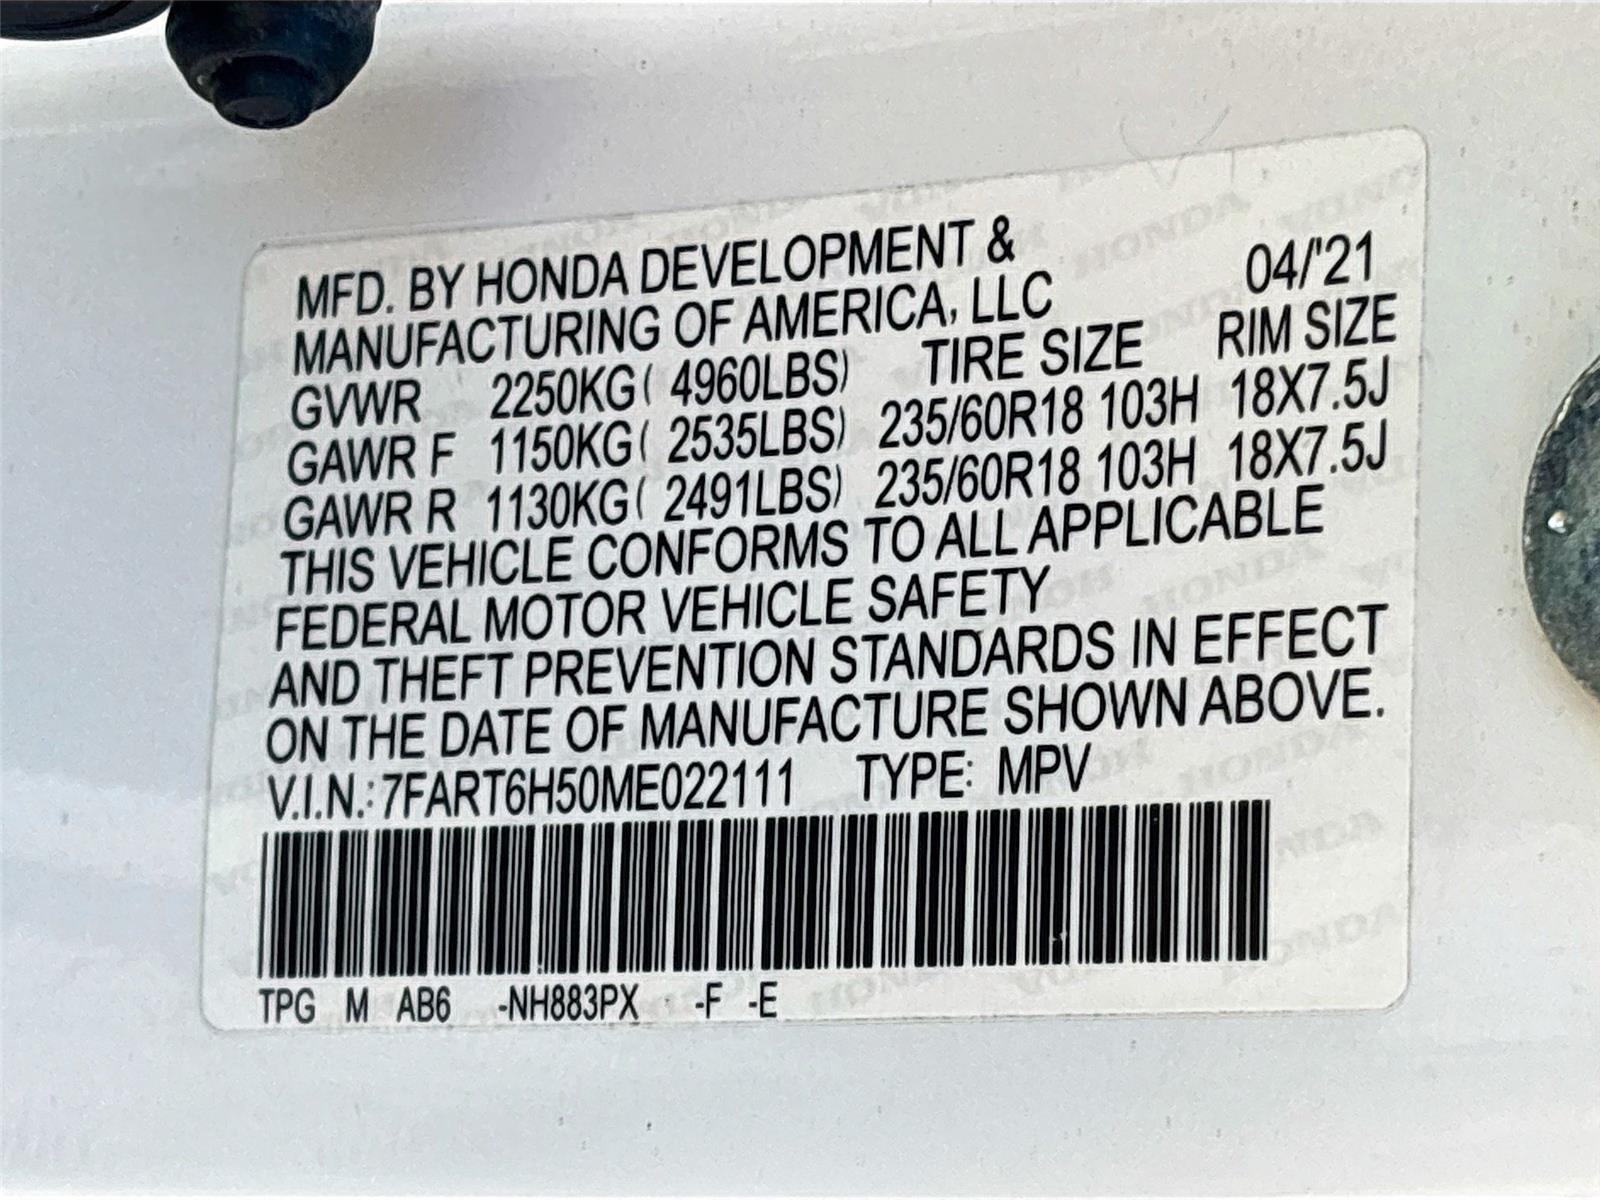 MFD. BY HONDA DEVELOPMENT & 04/'21
MANUFACTURING OF AMERICA, LLC
TIRE SIZE RIM SIZE
GVWR 2250KG( 4960LBS)
GAWR F 1150KG( 2535LBS) 235/60R18 103H 18X7.5J
GAWR R 1130KG( 2491LBS) 235/60R18 103H 18X7.5J
THIS VEHICLE CONFORMS TO ALL APPLICABLE
FEDERAL MOTOR VEHICLE SAFETY
AND THEFT PREVENTION STANDARDS IN EFFECT
ON THE DATE OF MANUFACTURE SHOWN ABOVE.
V.I.N.:7FART6H50ME022111 TYPE: MPV
TPG M AB6 -NH883PX -F -E